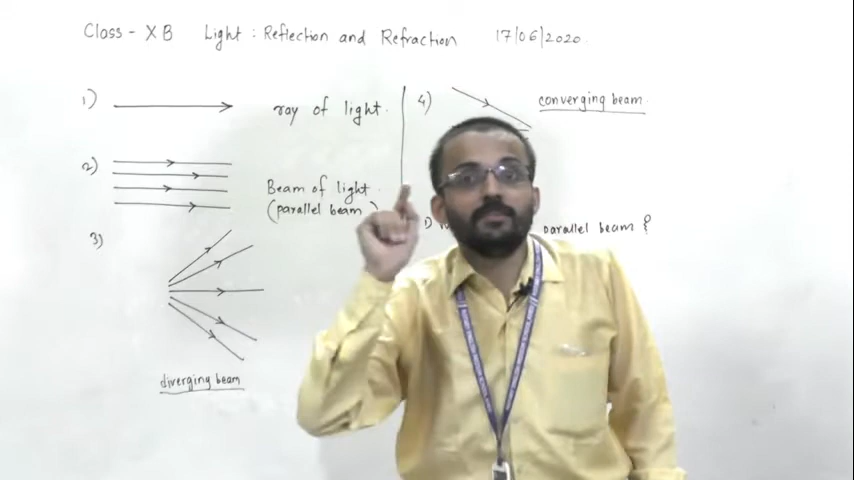 Class - X B Light : Reflection and Refraction 17/06/2020.
1) ray of light.
2) Beam of light.
(parallel beam)
3)
diverging beam
4) converging beam.
1) parallel beam {